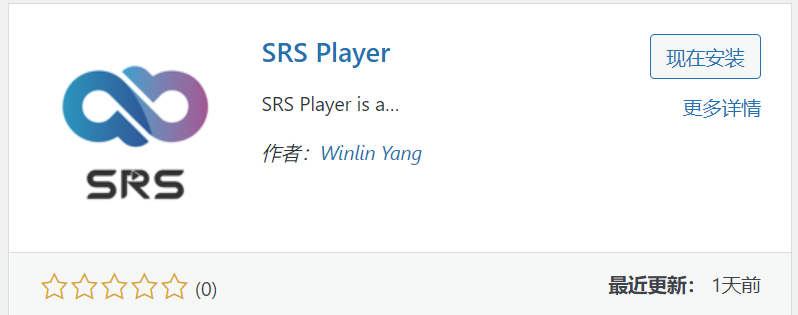 SRS Player
现在安装
SRS Player is a...
更多详情
作者：Winlin Yang
SRS
(0)
最近更新： 1天前